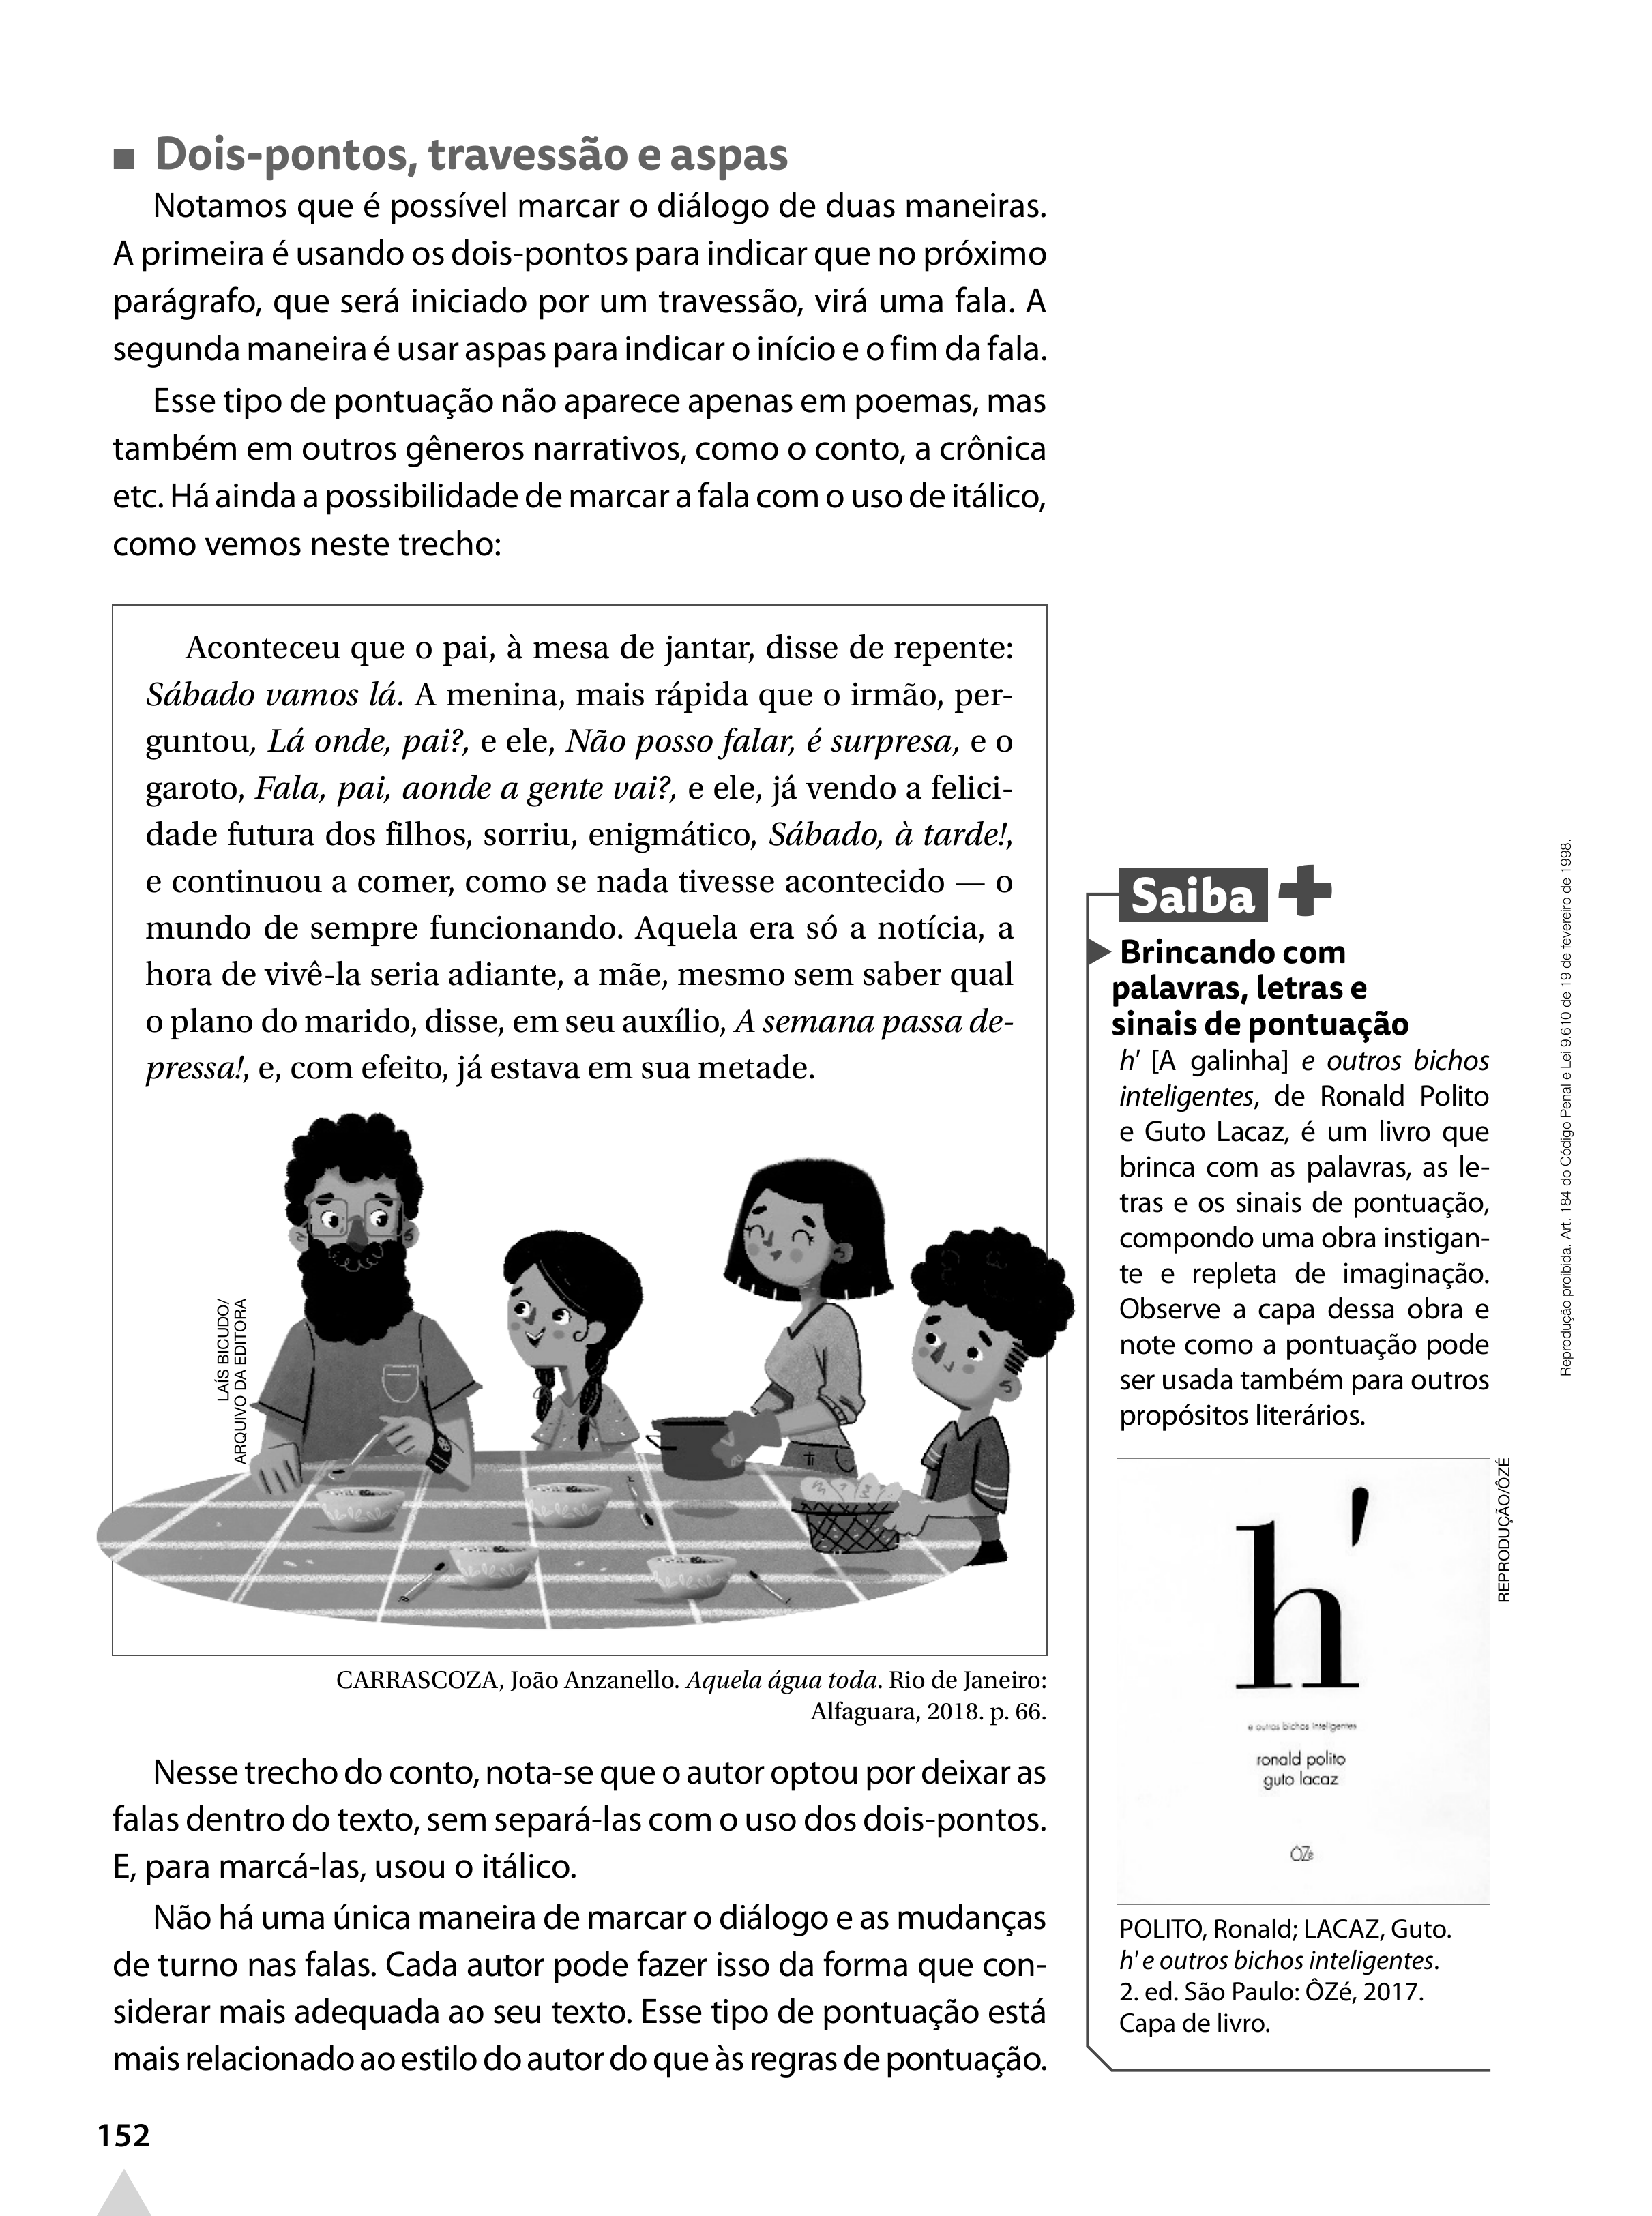 ■ Dois-pontos, travessão e aspas
Notamos que é possível marcar o diálogo de duas maneiras.
A primeira é usando os dois-pontos para indicar que no próximo
parágrafo, que será iniciado por um travessão, virá uma fala. A
segunda maneira é usar aspas para indicar o início e o fim da fala.
Esse tipo de pontuação não aparece apenas em poemas, mas
também em outros gêneros narrativos, como o conto, a crônica
etc. Há ainda a possibilidade de marcar a fala com o uso de itálico,
como vemos neste trecho:
Aconteceu que o pai, à mesa de jantar, disse de repente:
Sábado vamos lá. A menina, mais rápida que o irmão, per-
guntou, Lá onde, pai?, e ele, Não posso falar, é surpresa, e o
garoto, Fala, pai, aonde a gente vai?, e ele, já vendo a felici-
dade futura dos filhos, sorriu, enigmático, Sábado, à tarde!,
e continuou a comer, como se nada tivesse acontecido — o
mundo de sempre funcionando. Aquela era só a notícia, a
hora de vivê-la seria adiante, a mãe, mesmo sem saber qual
o plano do marido, disse, em seu auxílio, A semana passa de-
pressa!, e, com efeito, já estava em sua metade.
LAÍS BICUDO/
ARQUIVO DA EDITORA
CARRASCOZA, João Anzanello. Aquela água toda. Rio de Janeiro:
Alfaguara, 2018. p. 66.
Nesse trecho do conto, nota-se que o autor optou por deixar as
falas dentro do texto, sem separá-las com o uso dos dois-pontos.
E, para marcá-las, usou o itálico.
Não há uma única maneira de marcar o diálogo e as mudanças
de turno nas falas. Cada autor pode fazer isso da forma que con-
siderar mais adequada ao seu texto. Esse tipo de pontuação está
mais relacionado ao estilo do autor do que às regras de pontuação.
Saiba +
Brincando com
palavras, letras e
sinais de pontuação
h' [A galinha] e outros bichos
inteligentes, de Ronald Polito
e Guto Lacaz, é um livro que
brinca com as palavras, as le-
tras e os sinais de pontuação,
compondo uma obra instigan-
te e repleta de imaginação.
Observe a capa dessa obra e
note como a pontuação pode
ser usada também para outros
propósitos literários.
h'
e outros bichos inteligentes
ronald polito
guto lacaz
ÔZé
REPRODUÇÃO/ÔZÉ
POLITO, Ronald; LACAZ, Guto.
h' e outros bichos inteligentes.
2. ed. São Paulo: ÔZé, 2017.
Capa de livro.
Reprodução proibida. Art. 184 do Código Penal e Lei 9.610 de 19 de fevereiro de 1998.
152